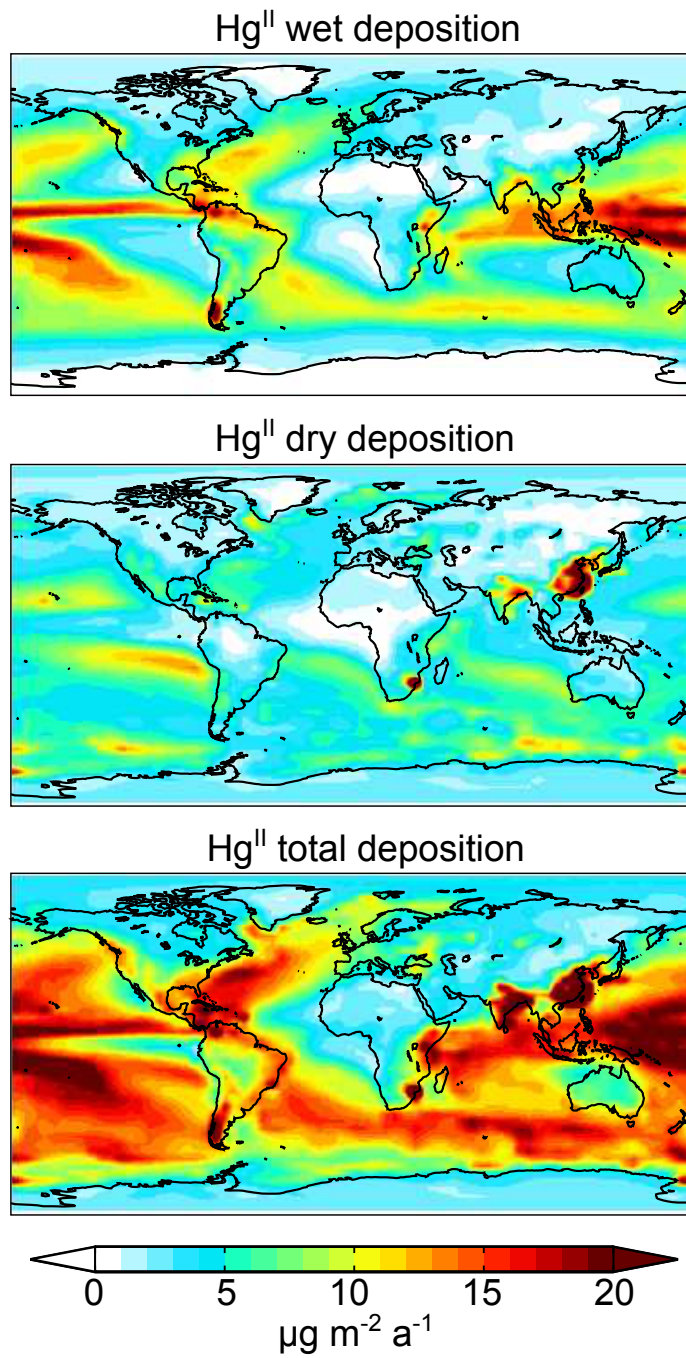 Hg^II wet deposition
Hg^II dry deposition
Hg^II total deposition
0 5 10 15 20
µg m^-2 a^-1